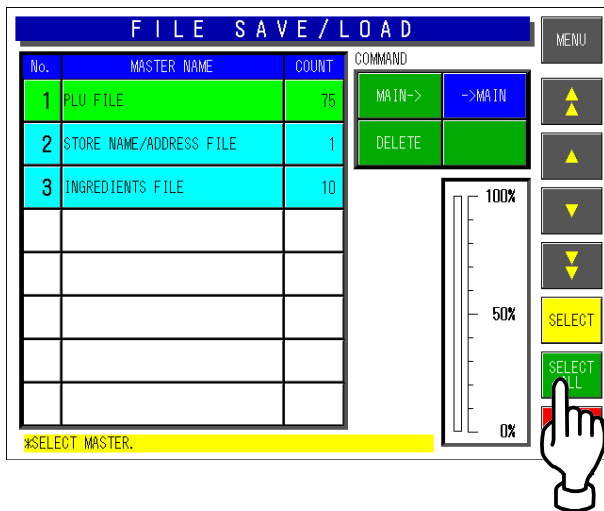 FILE SAVE/LOAD
MENU
No. MASTER NAME COUNT
1 PLU FILE 75
2 STORE NAME/ADDRESS FILE 1
3 INGREDIENTS FILE 10
COMMAND
MAIN-> ->MAIN
DELETE
100%
50%
0%
SELECT
SELECT
*SELECT MASTER.